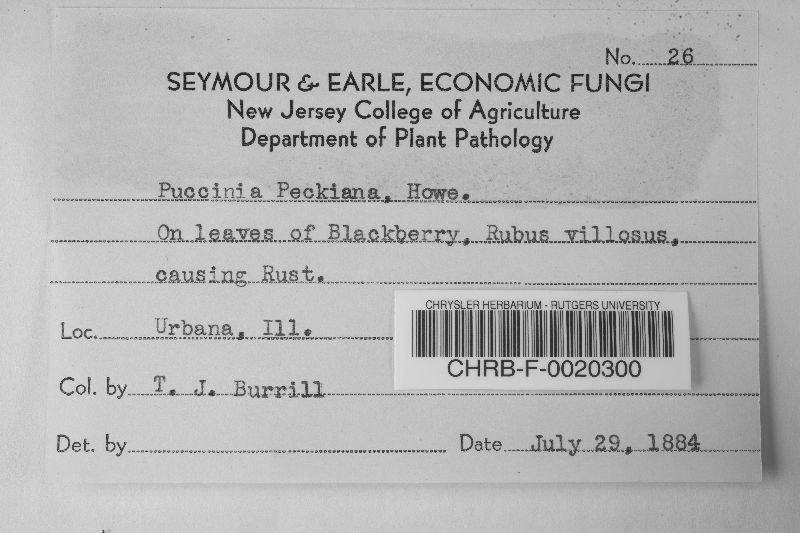 No. 26
SEYMOUR & EARLE, ECONOMIC FUNGI
New Jersey College of Agriculture
Department of Plant Pathology
Puccinia Peckiana, Howe.
On leaves of Blackberry, Rubus villosus,
causing Rust.
Loc. Urbana, Ill.
CHRYSLER HERBARIUM - RUTGERS UNIVERSITY
CHRB-F-0020300
Col. by T. J. Burrill
Det. by
Date July 29, 1884